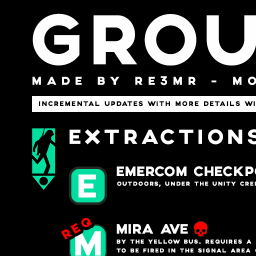 GROU
MADE BY RE3MR - MO
INCREMENTAL UPDATES WITH MORE DETAILS WI
EXTRACTIONS
E
EMERCOM CHECKPO
OUTDOORS, UNDER THE UNITY CRE
REQ
M
MIRA AVE
BY THE YELLOW BUS. REQUIRES A
TO BE FIRED IN THE SIGNAL AREA